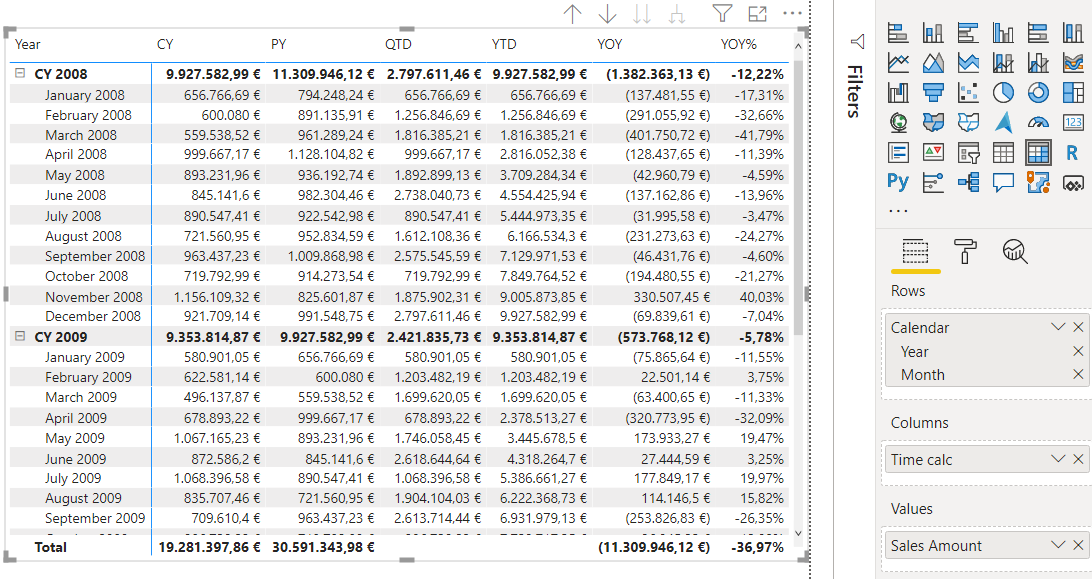 Year CY PY QTD YTD YOY YOY%
CY 2008 9.927.582,99 € 11.309.946,12 € 2.797.611,46 € 9.927.582,99 € (1.382.363,13 €) -12,22%
January 2008 656.766,69 € 794.248,24 € 656.766,69 € 656.766,69 € (137.481,55 €) -17,31%
February 2008 600.080 € 891.135,91 € 1.256.846,69 € 1.256.846,69 € (291.055,92 €) -32,66%
March 2008 559.538,52 € 961.289,24 € 1.816.385,21 € 1.816.385,21 € (401.750,72 €) -41,79%
April 2008 999.667,17 € 1.128.104,82 € 999.667,17 € 2.816.052,38 € (128.437,65 €) -11,39%
May 2008 893.231,96 € 936.192,74 € 1.892.899,13 € 3.709.284,34 € (42.960,79 €) -4,59%
June 2008 845.141,6 € 982.304,46 € 2.738.040,73 € 4.554.425,94 € (137.162,86 €) -13,96%
July 2008 890.547,41 € 922.542,98 € 890.547,41 € 5.444.973,35 € (31.995,58 €) -3,47%
August 2008 721.560,95 € 952.834,59 € 1.612.108,36 € 6.166.534,3 € (231.273,63 €) -24,27%
September 2008 963.437,23 € 1.009.868,98 € 2.575.545,59 € 7.129.971,53 € (46.431,76 €) -4,60%
October 2008 719.792,99 € 914.273,54 € 719.792,99 € 7.849.764,52 € (194.480,55 €) -21,27%
November 2008 1.156.109,32 € 825.601,87 € 1.875.902,31 € 9.005.873,85 € 330.507,45 € 40,03%
December 2008 921.709,14 € 991.548,75 € 2.797.611,46 € 9.927.582,99 € (69.839,61 €) -7,04%
CY 2009 9.353.814,87 € 9.927.582,99 € 2.421.835,73 € 9.353.814,87 € (573.768,12 €) -5,78%
January 2009 580.901,05 € 656.766,69 € 580.901,05 € 580.901,05 € (75.865,64 €) -11,55%
February 2009 622.581,14 € 600.080 € 1.203.482,19 € 1.203.482,19 € 22.501,14 € 3,75%
March 2009 496.137,87 € 559.538,52 € 1.699.620,05 € 1.699.620,05 € (63.400,65 €) -11,33%
April 2009 678.893,22 € 999.667,17 € 678.893,22 € 2.378.513,27 € (320.773,95 €) -32,09%
May 2009 1.067.165,23 € 893.231,96 € 1.746.058,45 € 3.445.678,5 € 173.933,27 € 19,47%
June 2009 872.586,2 € 845.141,6 € 2.618.644,64 € 4.318.264,7 € 27.444,59 € 3,25%
July 2009 1.068.396,58 € 890.547,41 € 1.068.396,58 € 5.386.661,27 € 177.849,17 € 19,97%
August 2009 835.707,46 € 721.560,95 € 1.904.104,03 € 6.222.368,73 € 114.146,5 € 15,82%
September 2009 709.610,4 € 963.437,23 € 2.613.714,44 € 6.931.979,13 € (253.826,83 €) -26,35%
Total 19.281.397,86 € 30.591.343,98 € (11.309.946,12 €) -36,97%
Filters
123
R
Py
Rows
Calendar
Year
Month
Columns
Time calc
Values
Sales Amount